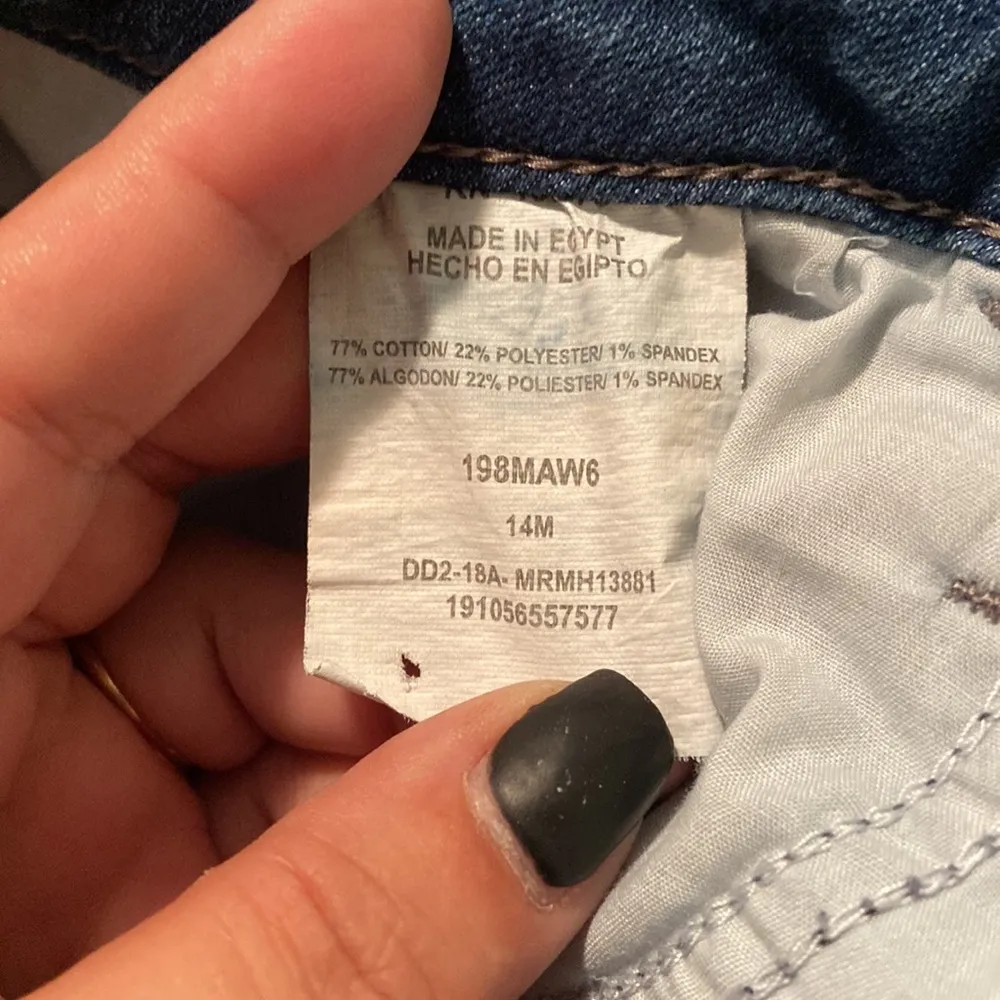 MADE IN EGYPT
HECHO EN EGIPTO
77% COTTON/ 22% POLYESTER/ 1% SPANDEX
77% ALGODON/ 22% POLIESTER/ 1% SPANDEX
198MAW6
14M
DD2-18A- MRMH13881
191056557577